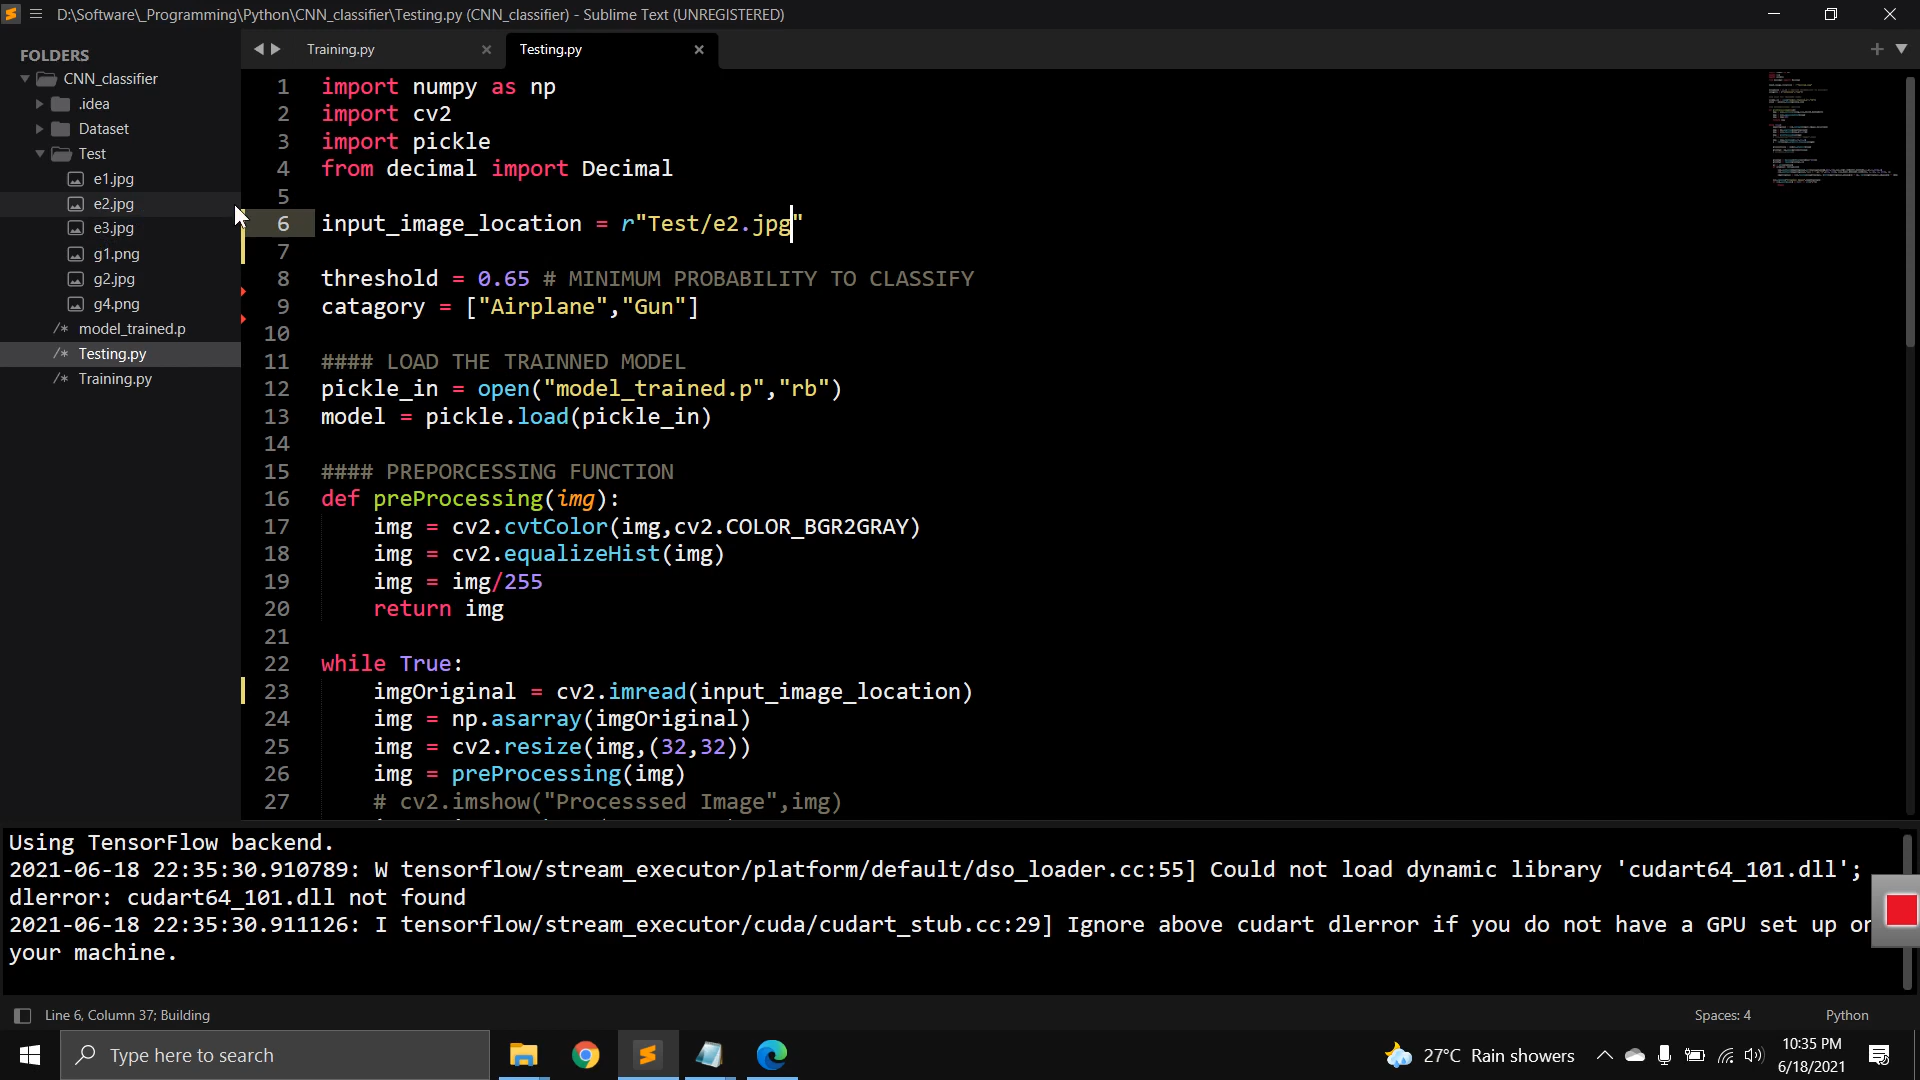 D:\Software\_Programming\Python\CNN_classifier\Testing.py (CNN_classifier) - Sublime Text (UNREGISTERED)
FOLDERS
CNN_classifier
.idea
Dataset
Test
e1.jpg
e2.jpg
e3.jpg
g1.png
g2.jpg
g4.png
/* model_trained.p
/* Testing.py
/* Training.py
Training.py
Testing.py
1 import numpy as np
2 import cv2
3 import pickle
4 from decimal import Decimal
5
6 input_image_location = r"Test/e2.jpg"
7
8 threshold = 0.65 # MINIMUM PROBABILITY TO CLASSIFY
9 catagory = ["Airplane","Gun"]
10
11 #### LOAD THE TRAINNED MODEL
12 pickle_in = open("model_trained.p","rb")
13 model = pickle.load(pickle_in)
14
15 #### PREPORCESSING FUNCTION
16 def preProcessing(img):
17 img = cv2.cvtColor(img,cv2.COLOR_BGR2GRAY)
18 img = cv2.equalizeHist(img)
19 img = img/255
20 return img
21
22 while True:
23 imgOriginal = cv2.imread(input_image_location)
24 img = np.asarray(imgOriginal)
25 img = cv2.resize(img,(32,32))
26 img = preProcessing(img)
27 # cv2.imshow("Processsed Image",img)
Using TensorFlow backend.
2021-06-18 22:35:30.910789: W tensorflow/stream_executor/platform/default/dso_loader.cc:55] Could not load dynamic library 'cudart64_101.dll';
dlerror: cudart64_101.dll not found
2021-06-18 22:35:30.911126: I tensorflow/stream_executor/cuda/cudart_stub.cc:29] Ignore above cudart dlerror if you do not have a GPU set up on
your machine.
Line 6, Column 37; Building
Spaces: 4
Python
Type here to search
27°C Rain showers
10:35 PM
6/18/2021